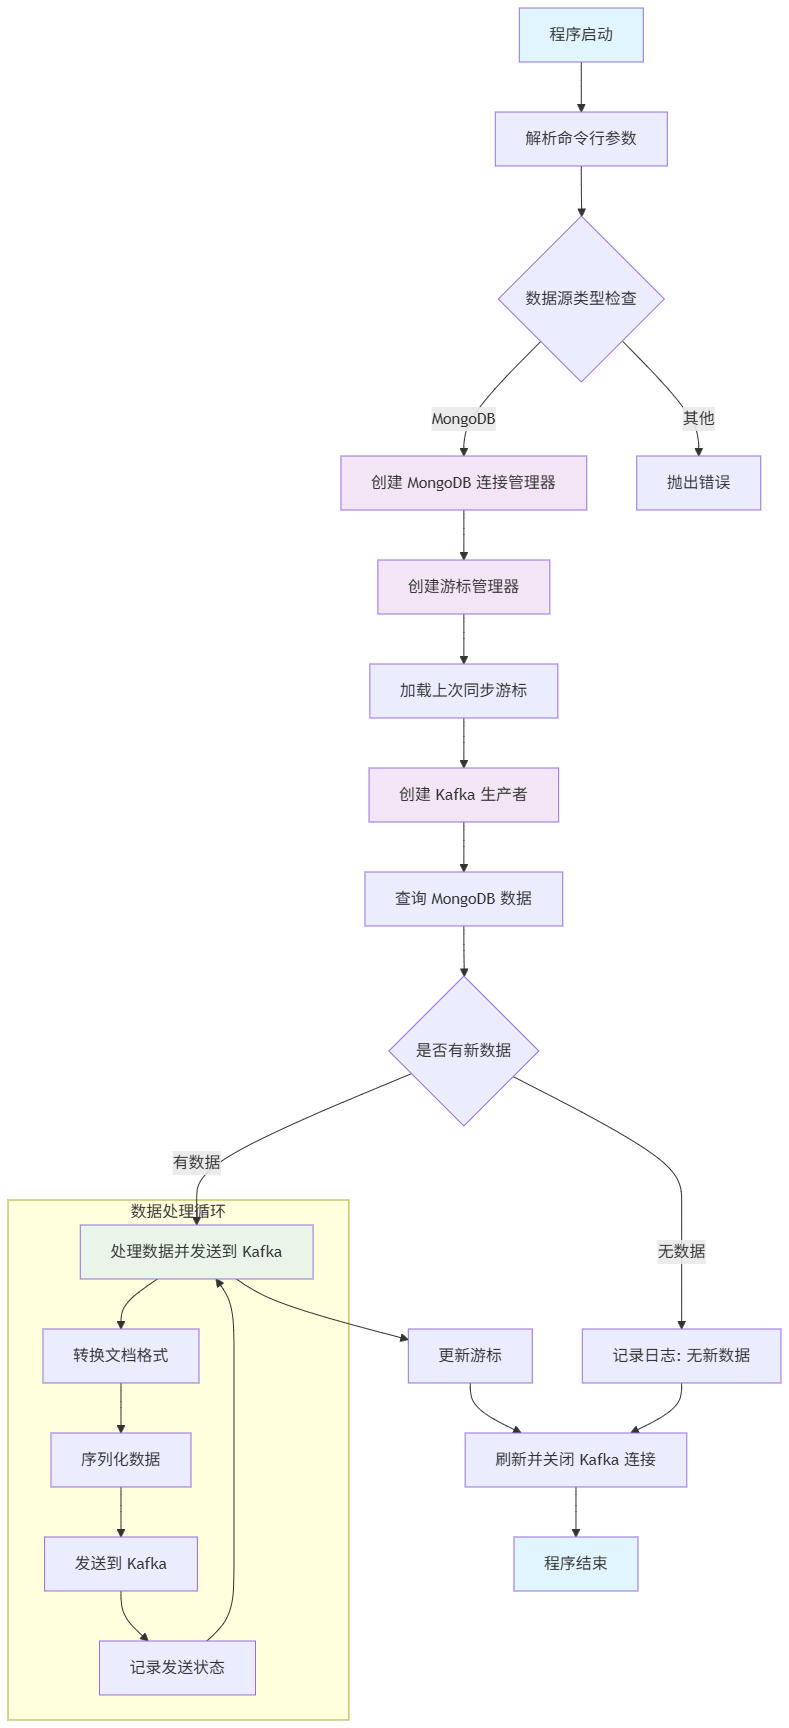 程序启动
解析命令行参数
数据源类型检查
MongoDB
其他
创建 MongoDB 连接管理器
抛出错误
创建游标管理器
加载上次同步游标
创建 Kafka 生产者
查询 MongoDB 数据
是否有新数据
有数据
无数据
数据处理循环
处理数据并发送到 Kafka
转换文档格式
更新游标
记录日志: 无新数据
序列化数据
刷新并关闭 Kafka 连接
发送到 Kafka
程序结束
记录发送状态